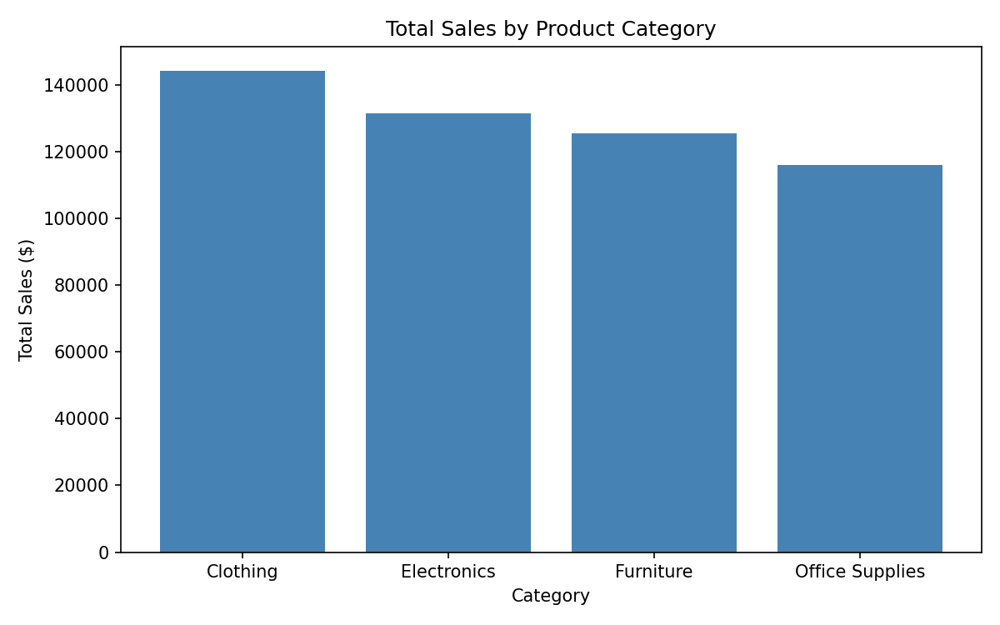 Total Sales by Product Category
Total Sales ($)
140000
120000
100000
80000
60000
40000
20000
0
Clothing Electronics Furniture Office Supplies
Category